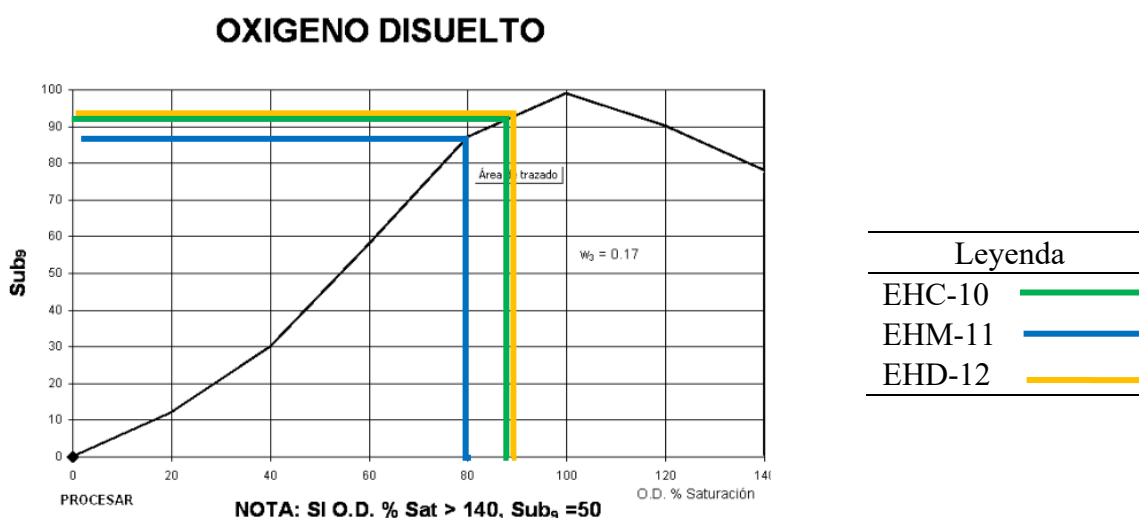 OXIGENO DISUELTO
100
90
80
70
60
50
40
30
20
10
0
Sub₉
Área de trazado
w₃ = 0.17
0 20 40 60 80 100 120 140
PROCESAR
O.D. % Saturación
NOTA: SI O.D. % Sat > 140, Sub₉ =50
Leyenda
EHC-10
EHM-11
EHD-12